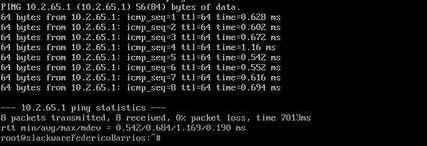 PING 10.2.65.1 (10.2.65.1) 56(84) bytes of data.
64 bytes from 10.2.65.1: icmp_seq=1 ttl=64 time=0.628 ms
64 bytes from 10.2.65.1: icmp_seq=2 ttl=64 time=0.602 ms
64 bytes from 10.2.65.1: icmp_seq=3 ttl=64 time=0.672 ms
64 bytes from 10.2.65.1: icmp_seq=4 ttl=64 time=1.16 ms
64 bytes from 10.2.65.1: icmp_seq=5 ttl=64 time=0.542 ms
64 bytes from 10.2.65.1: icmp_seq=6 ttl=64 time=0.552 ms
64 bytes from 10.2.65.1: icmp_seq=7 ttl=64 time=0.616 ms
64 bytes from 10.2.65.1: icmp_seq=8 ttl=64 time=0.694 ms
--- 10.2.65.1 ping statistics ---
8 packets transmitted, 8 received, 0% packet loss, time 7013ms
rtt min/avg/max/mdev = 0.542/0.684/1.169/0.190 ms
root@slackwareFedericoBarrios:~#